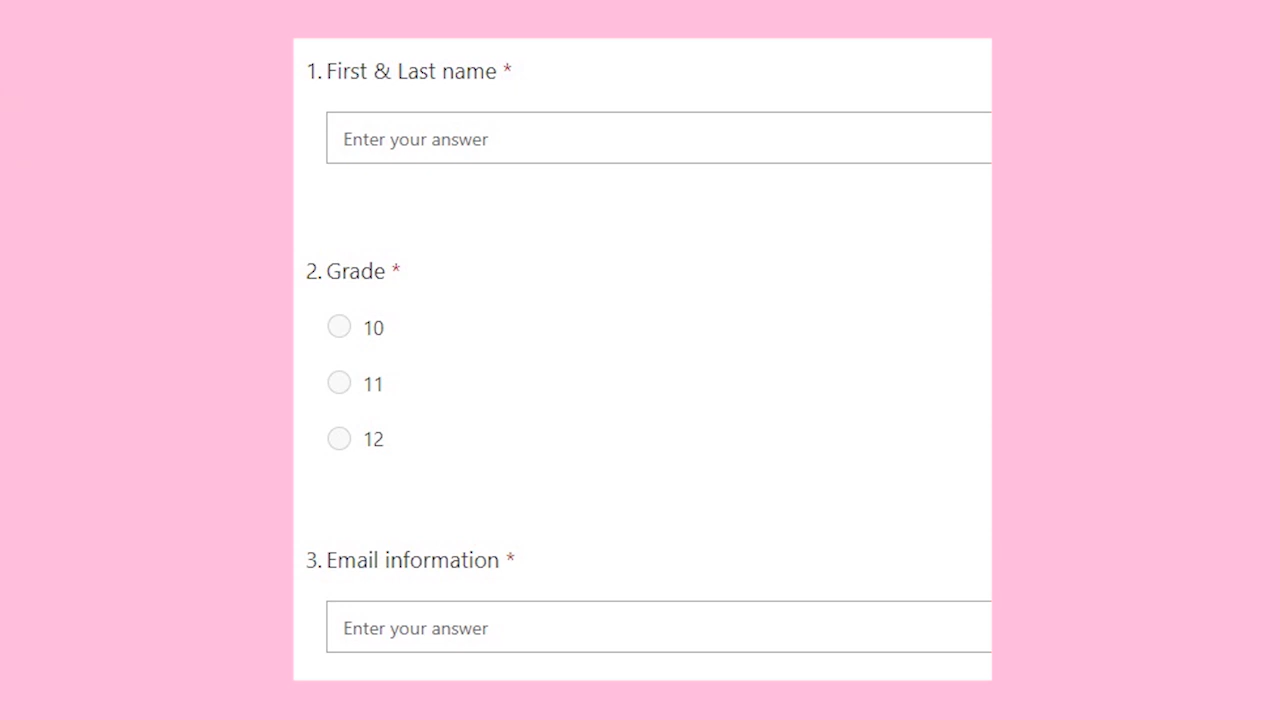 1. First & Last name *
Enter your answer
2. Grade *
10
11
12
3. Email information *
Enter your answer